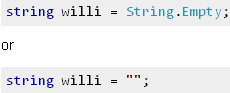 string willi = String.Empty;
or
string willi = "";